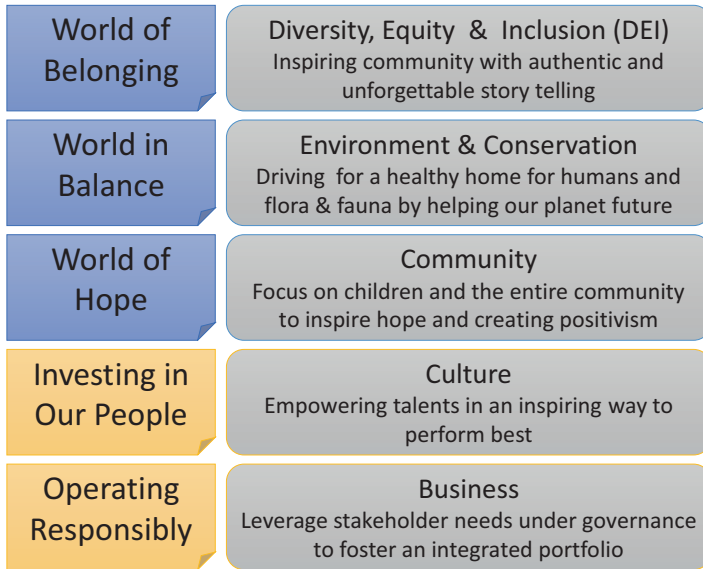 World of
Belonging
Diversity, Equity & Inclusion (DEI)
Inspiring community with authentic and
unforgettable story telling
World in
Balance
Environment & Conservation
Driving for a healthy home for humans and
flora & fauna by helping our planet future
World of
Hope
Community
Focus on children and the entire community
to inspire hope and creating positivism
Investing in
Our People
Culture
Empowering talents in an inspiring way to
perform best
Operating
Responsibly
Business
Leverage stakeholder needs under governance
to foster an integrated portfolio